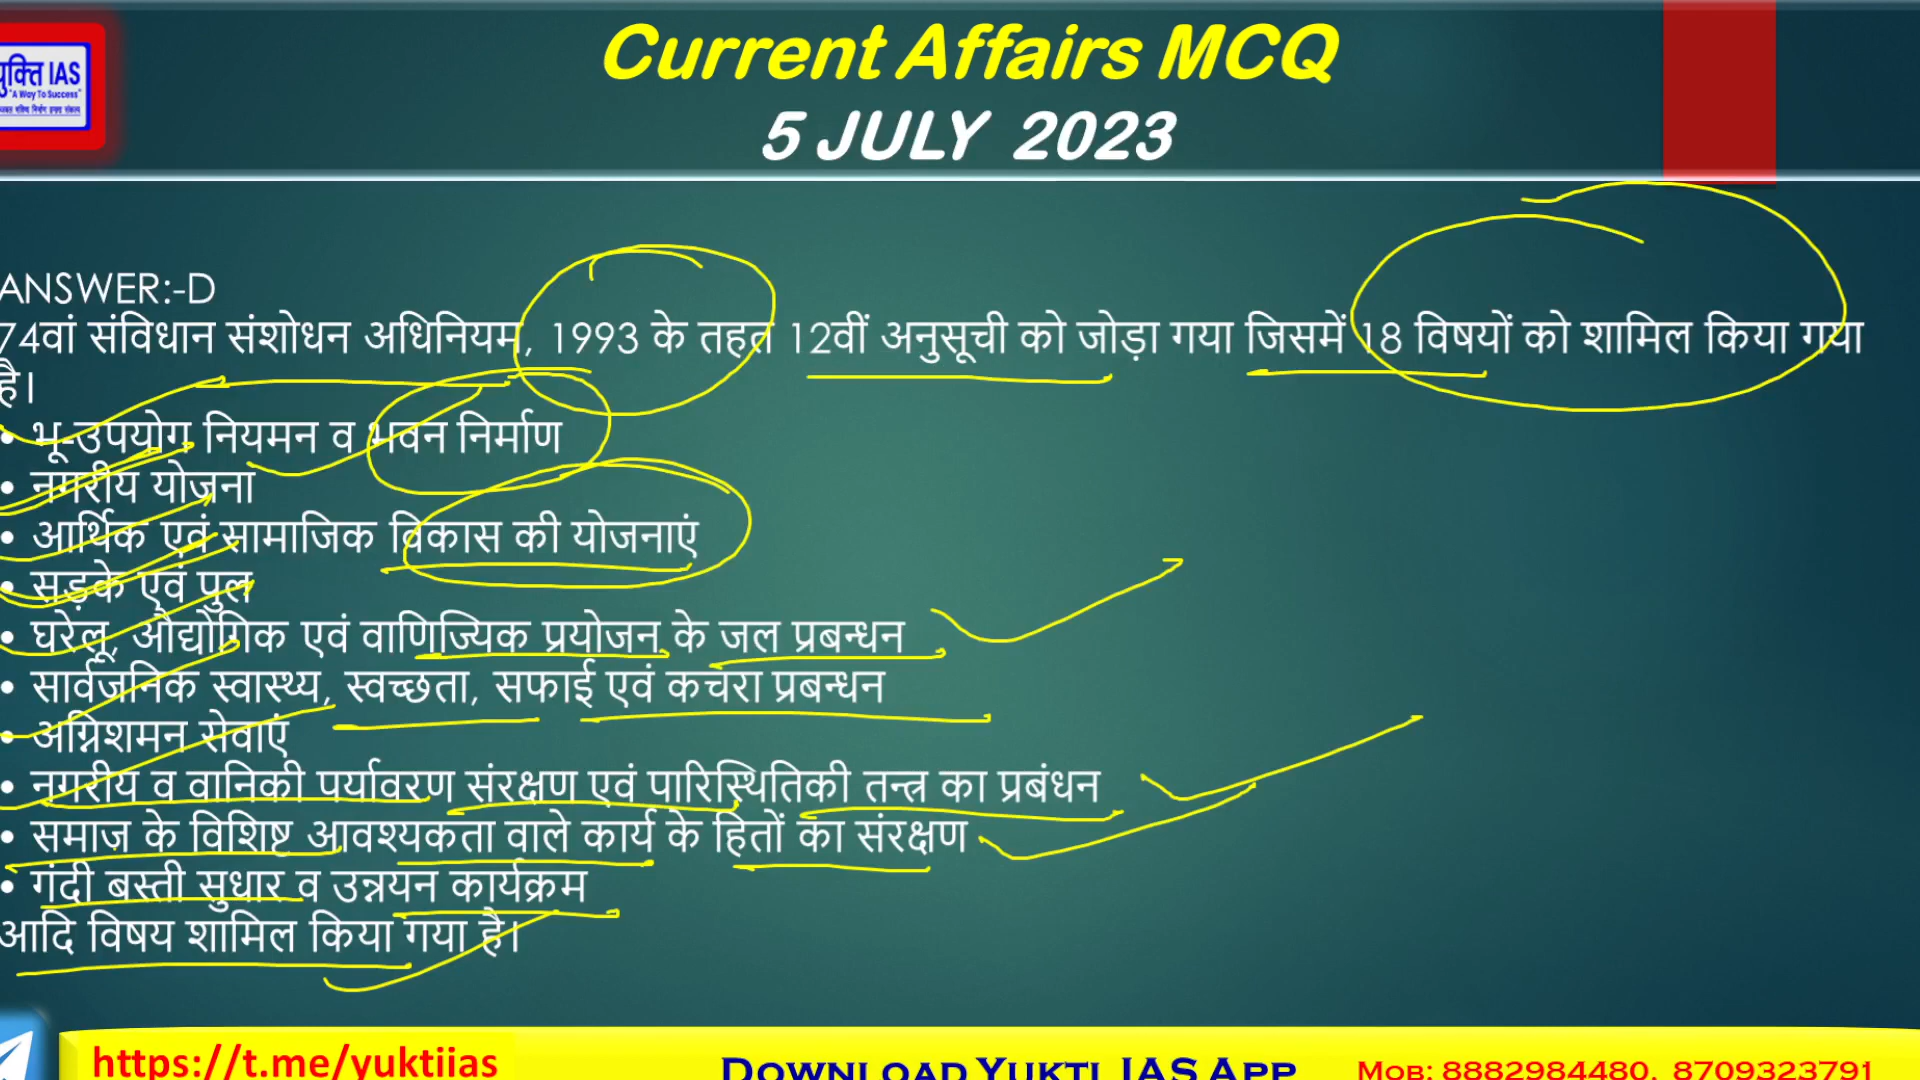 Current Affairs MCQ
5 JULY 2023
युक्ति IAS
"A Way To Success"
ANSWER:-D
74वां संविधान संशोधन अधिनियम, 1993 के तहत 12वीं अनुसूची को जोड़ा गया जिसमें 18 विषयों को शामिल किया गया
है।
• भू-उपयोग नियमन व भवन निर्माण
• नगरीय योजना
• आर्थिक एवं सामाजिक विकास की योजनाएं
• सड़के एवं पुल
• घरेलू, औद्योगिक एवं वाणिज्यिक प्रयोजन के जल प्रबन्धन
• सार्वजनिक स्वास्थ्य, स्वच्छता, सफाई एवं कचरा प्रबन्धन
• अग्निशमन सेवाएं
• नगरीय व वानिकी पर्यावरण संरक्षण एवं पारिस्थितिकी तन्त्र का प्रबंधन
• समाज के विशिष्ट आवश्यकता वाले कार्य के हितों का संरक्षण
• गंदी बस्ती सुधार व उन्नयन कार्यक्रम
आदि विषय शामिल किया गया है।
https://t.me/yuktiias
DOWNLOAD YUKTI IAS APP
MOB: 8882984480, 8709323791